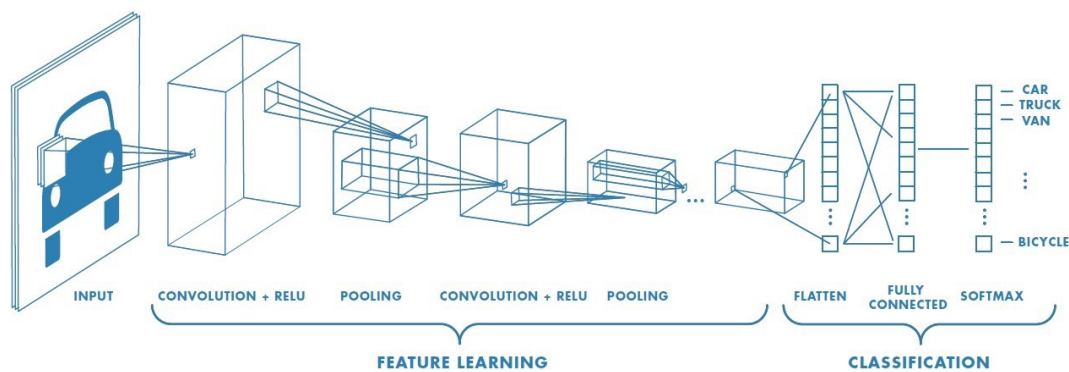 CAR
TRUCK
VAN
BICYCLE
INPUT
CONVOLUTION + RELU
POOLING
CONVOLUTION + RELU
POOLING
FLATTEN
FULLY
CONNECTED
SOFTMAX
FEATURE LEARNING
CLASSIFICATION